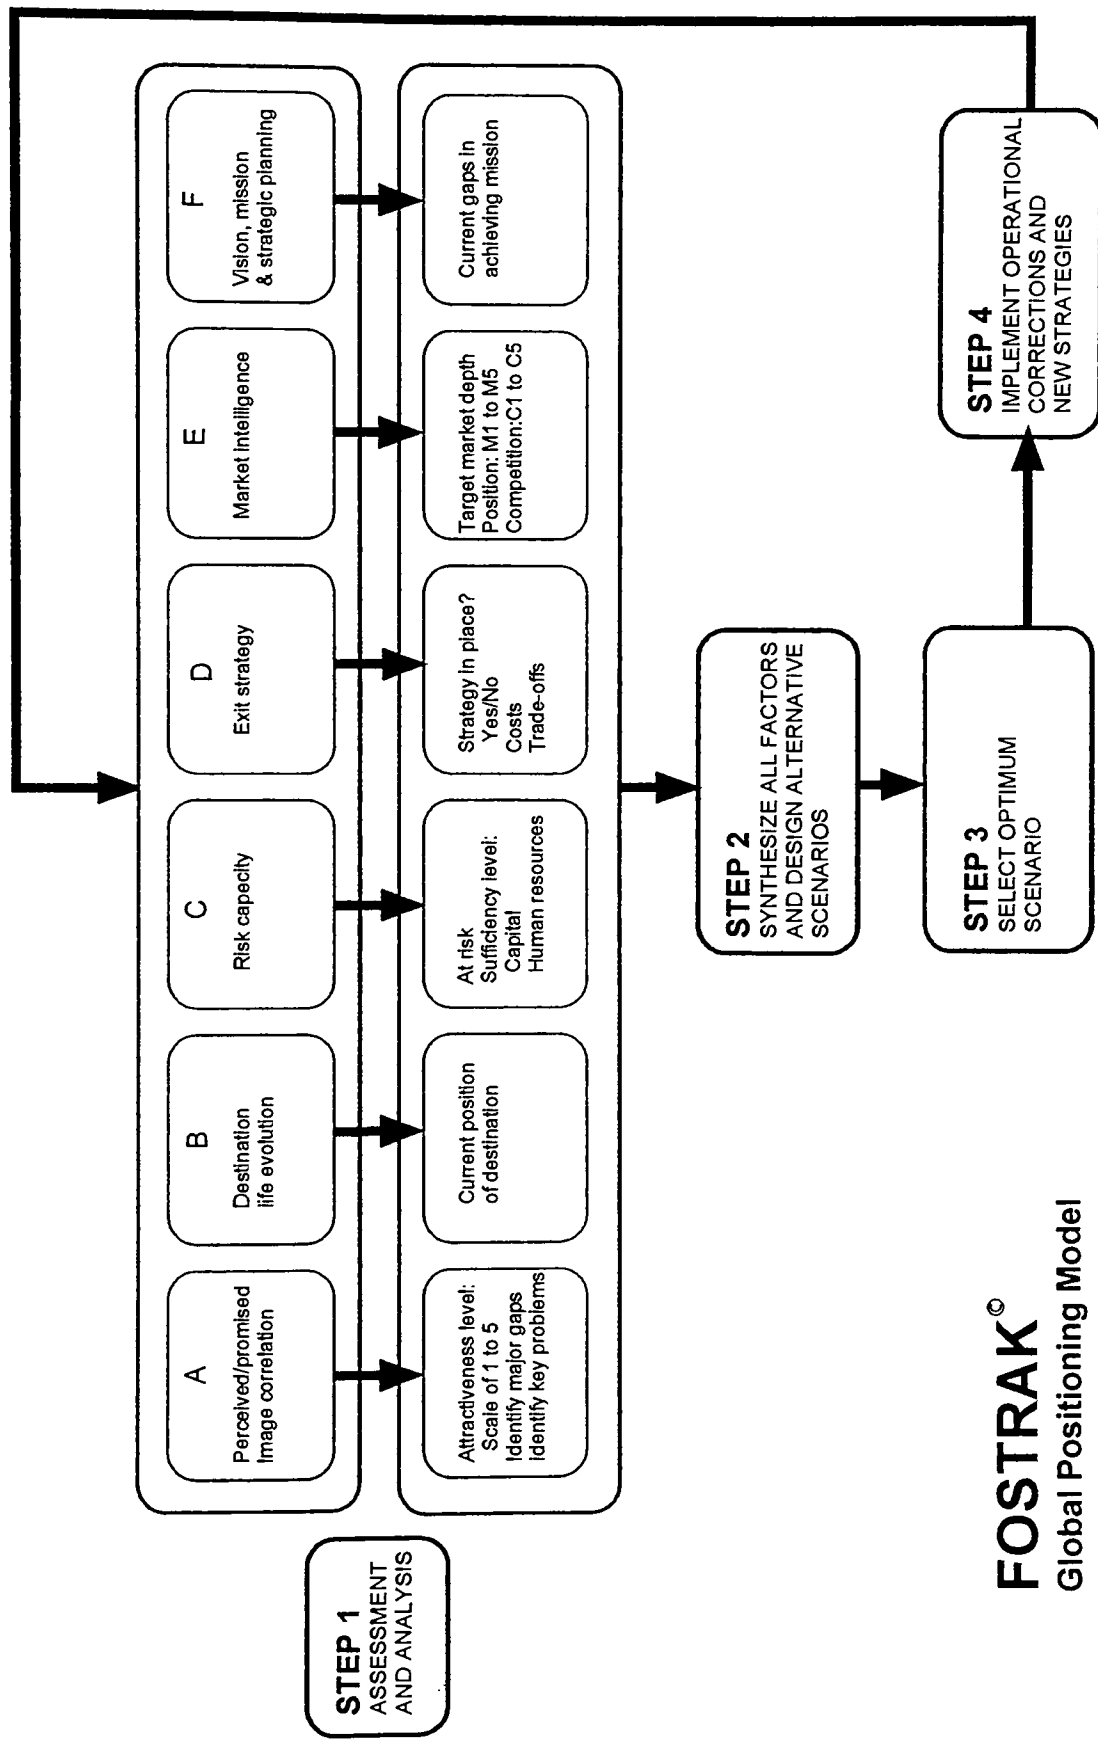 A
Perceived/promised
Image correlation
B
Destination
life evolution
C
Risk capacity
D
Exit strategy
E
Market intelligence
F
Vision, mission
& strategic planning
STEP 1
ASSESSMENT
AND ANALYSIS
Attractiveness level:
Scale of 1 to 5
Identify major gaps
Identify key problems
Current position
of destination
At risk
Sufficiency level:
Capital
Human resources
Strategy in place?
Yes/No
Costs
Trade-offs
Target market depth
Position: M1 to M5
Competition:C1 to C5
Current gaps in
achieving mission
STEP 2
SYNTHESIZE ALL FACTORS
AND DESIGN ALTERNATIVE
SCENARIOS
STEP 3
SELECT OPTIMUM
SCENARIO
STEP 4
IMPLEMENT OPERATIONAL
CORRECTIONS AND
NEW STRATEGIES
FOSTRAK©
Global Positioning Model